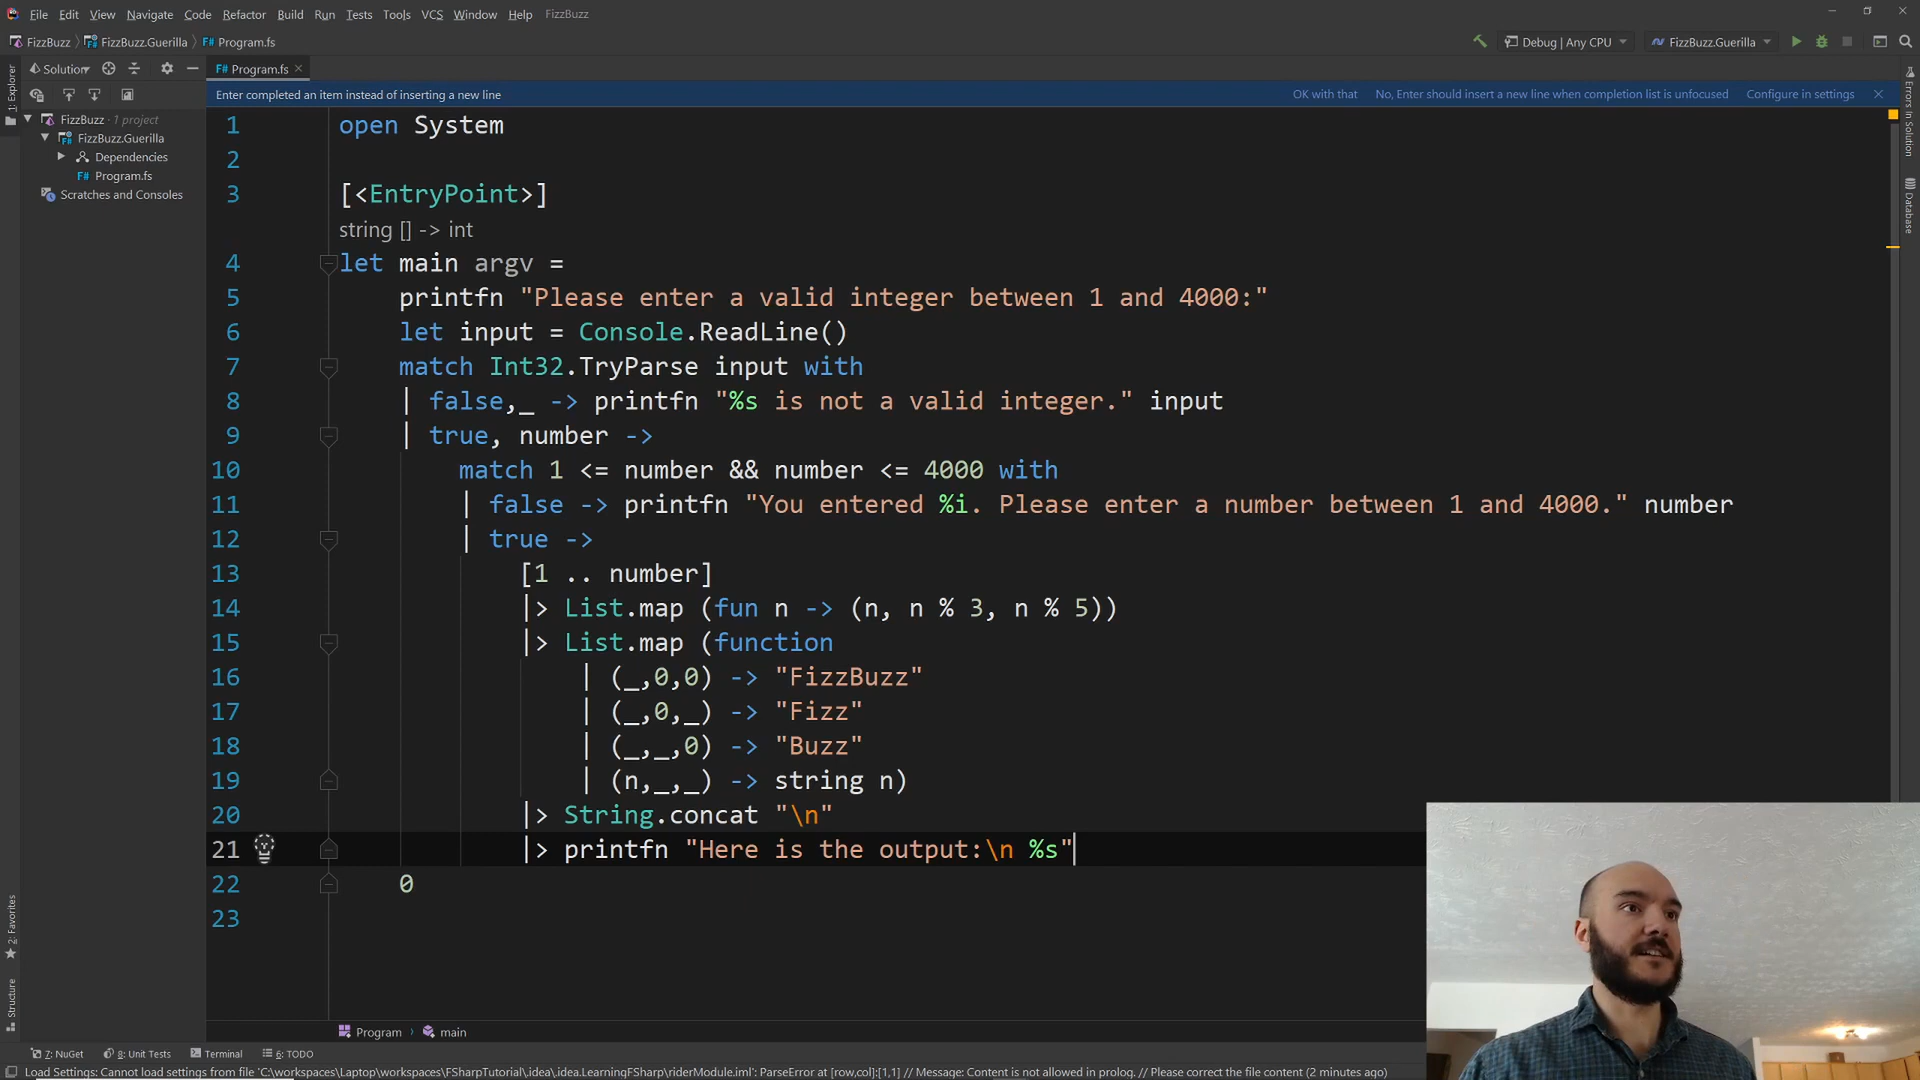 File Edit View Navigate Code Refactor Build Run Tests Tools VCS Window Help FizzBuzz
FizzBuzz FizzBuzz.Guerilla Program.fs
Debug | Any CPU FizzBuzz.Guerilla
1: Explorer
Solution
Program.fs
Enter completed an item instead of inserting a new line
OK with that No, Enter should insert a new line when completion list is unfocused Configure in settings
FizzBuzz · 1 project
FizzBuzz.Guerilla
Dependencies
Program.fs
Scratches and Consoles
1 open System
2
3 [<EntryPoint>]
string [] -> int
4 let main argv =
5 printfn "Please enter a valid integer between 1 and 4000:"
6 let input = Console.ReadLine()
7 match Int32.TryParse input with
8 | false,_ -> printfn "%s is not a valid integer." input
9 | true, number ->
10 match 1 <= number && number <= 4000 with
11 | false -> printfn "You entered %i. Please enter a number between 1 and 4000." number
12 | true ->
13 [1 .. number]
14 |> List.map (fun n -> (n, n % 3, n % 5))
15 |> List.map (function
16 | (_,0,0) -> "FizzBuzz"
17 | (_,0,_) -> "Fizz"
18 | (_,_,0) -> "Buzz"
19 | (n,_,_) -> string n)
20 |> String.concat "\n"
21 |> printfn "Here is the output:\n %s"
22 0
23
Errors In Solution
Database
2: Favorites
Structure
Program main
7: NuGet 8: Unit Tests Terminal 6: TODO
Load Settings: Cannot load settings from file 'C:\workspaces\Laptop\workspaces\FSharpTutorial\.idea\.idea.LearningFSharp\riderModule.iml': ParseError at [row,col]:[1,1] // Message: Content is not allowed in prolog. // Please correct the file content (2 minutes ago)